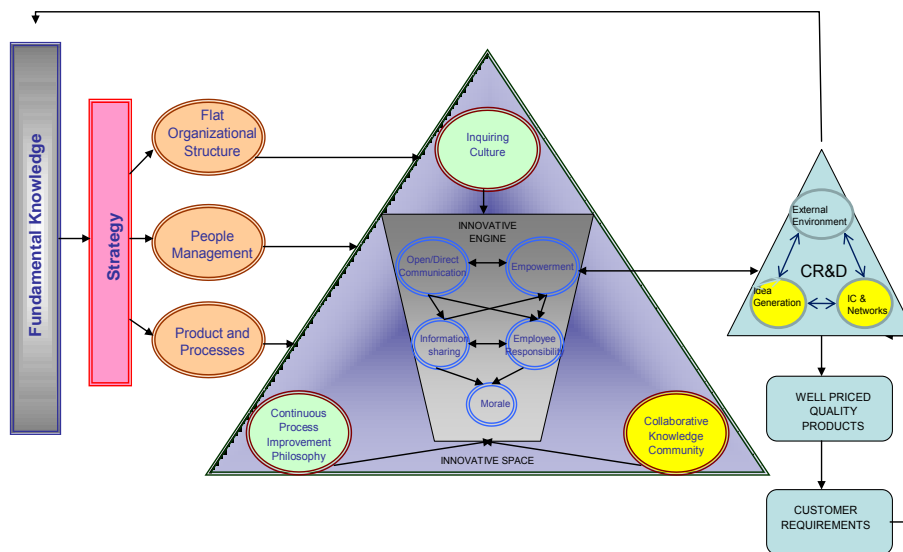 Fundamental Knowledge
Strategy
Flat
Organizational
Structure
People
Management
Product and
Processes
Inquiring
Culture
INNOVATIVE
ENGINE
Open/Direct
Communication
Empowerment
Information
sharing
Employee
Responsibility
Morale
Continuous
Process
Improvement
Philosophy
Collaborative
Knowledge
Community
INNOVATIVE SPACE
External
Environment
CR&D
Idea
Generation
IC &
Networks
WELL PRICED
QUALITY
PRODUCTS
CUSTOMER
REQUIREMENTS